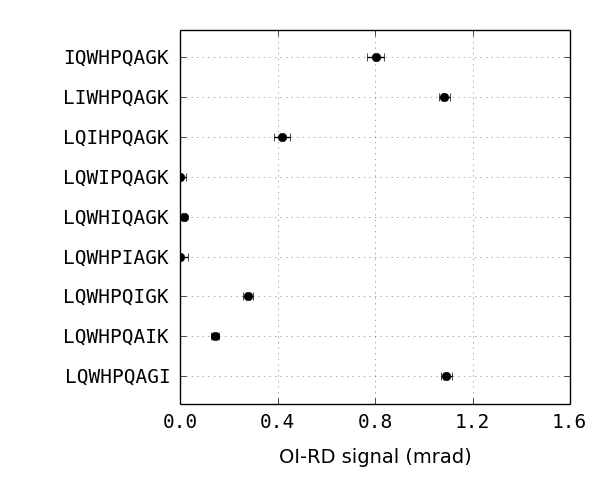 IQWHPQAGK
LIWHPQAGK
LQIHPQAGK
LQWIPQAGK
LQWHIQAGK
LQWHPIAGK
LQWHPQIGK
LQWHPQAIK
LQWHPQAGI
0.0 0.4 0.8 1.2 1.6
OI-RD signal (mrad)